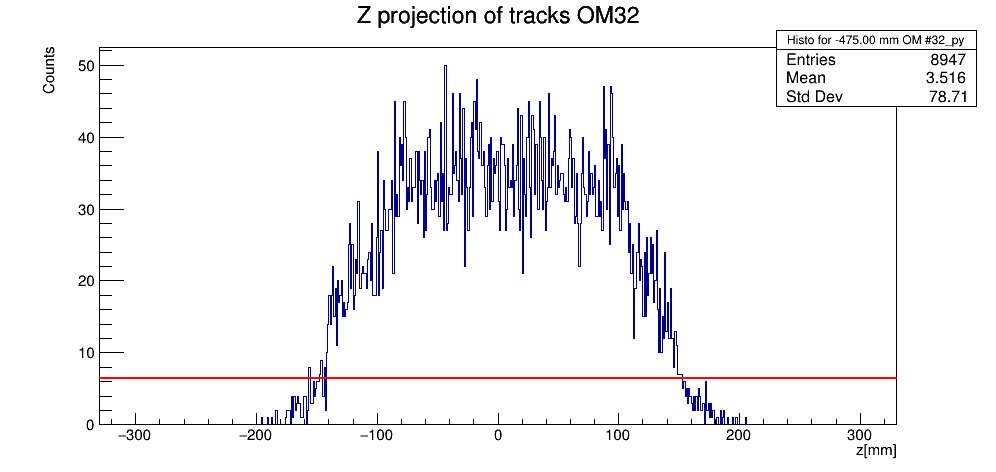 Z projection of tracks OM32
Histo for -475.00 mm OM #32_py
Entries 8947
Mean 3.516
Std Dev 78.71
Counts
50
40
30
20
10
0
−300 −200 −100 0 100 200 300
z[mm]